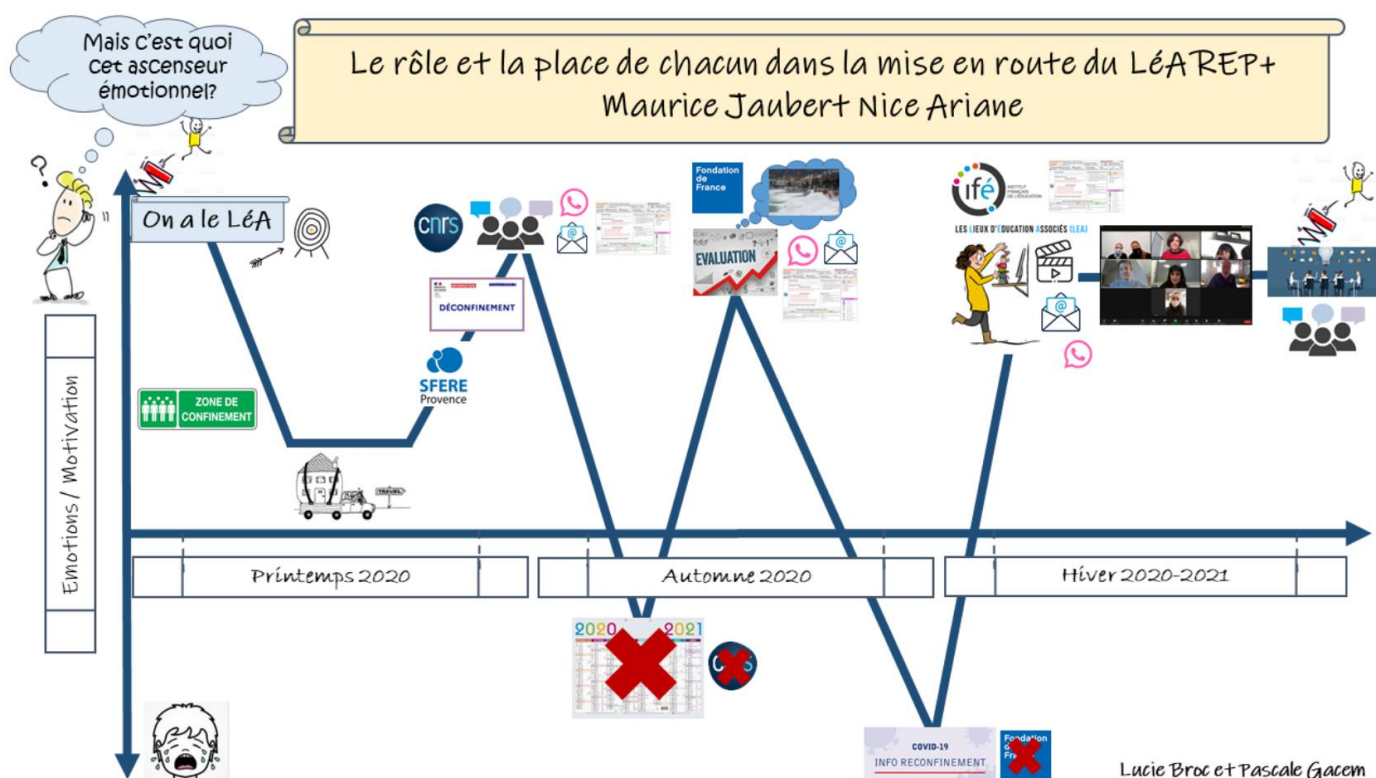 Mais c'est quoi
cet ascenseur
émotionnel?
Le rôle et la place de chacun dans la mise en route du LéA REP+
Maurice Jaubert Nice Ariane
On a le LéA
cnrs
DÉCONFINEMENT
SFERE
Provence
ZONE DE
CONFINEMENT
TRAVAIL
Fondation
de
France
EVALUATION
ifé
INSTITUT
FRANÇAIS
DE L'ÉDUCATION
LES LIEUX D'ÉDUCATION ASSOCIÉS (LEA)
Emotions / Motivation
Printemps 2020
Automne 2020
Hiver 2020-2021
2020 2021
COVID-19
INFO RECONFINEMENT
Fondation
Lucie Broc et Pascale Gacem